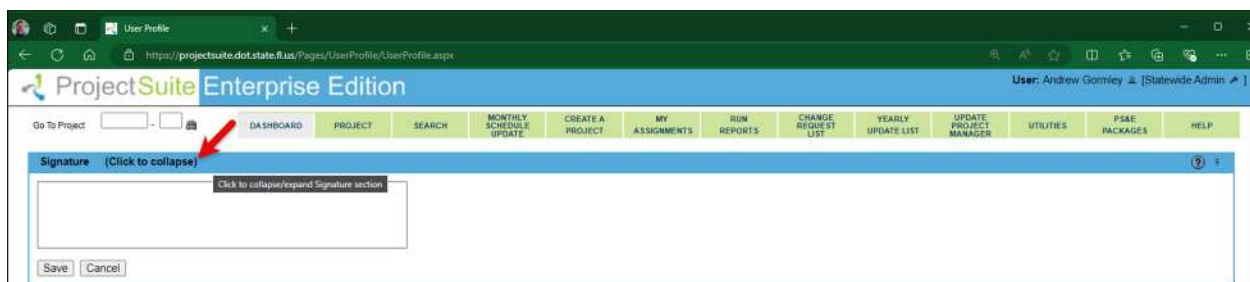 User Profile
https://projectsuite.dot.state.fl.us/Pages/UserProfile/UserProfile.aspx
ProjectSuite Enterprise Edition
User: Andrew Gormley [Statewide Admin ]
Go To Project -
DASHBOARD
PROJECT
SEARCH
MONTHLY
SCHEDULE
UPDATE
CREATE A
PROJECT
MY
ASSIGNMENTS
RUN
REPORTS
CHANGE
REQUEST
LIST
YEARLY
UPDATE LIST
UPDATE
PROJECT
MANAGER
UTILITIES
PS&E
PACKAGES
HELP
Signature (Click to collapse)
Click to collapse/expand Signature section
Save Cancel